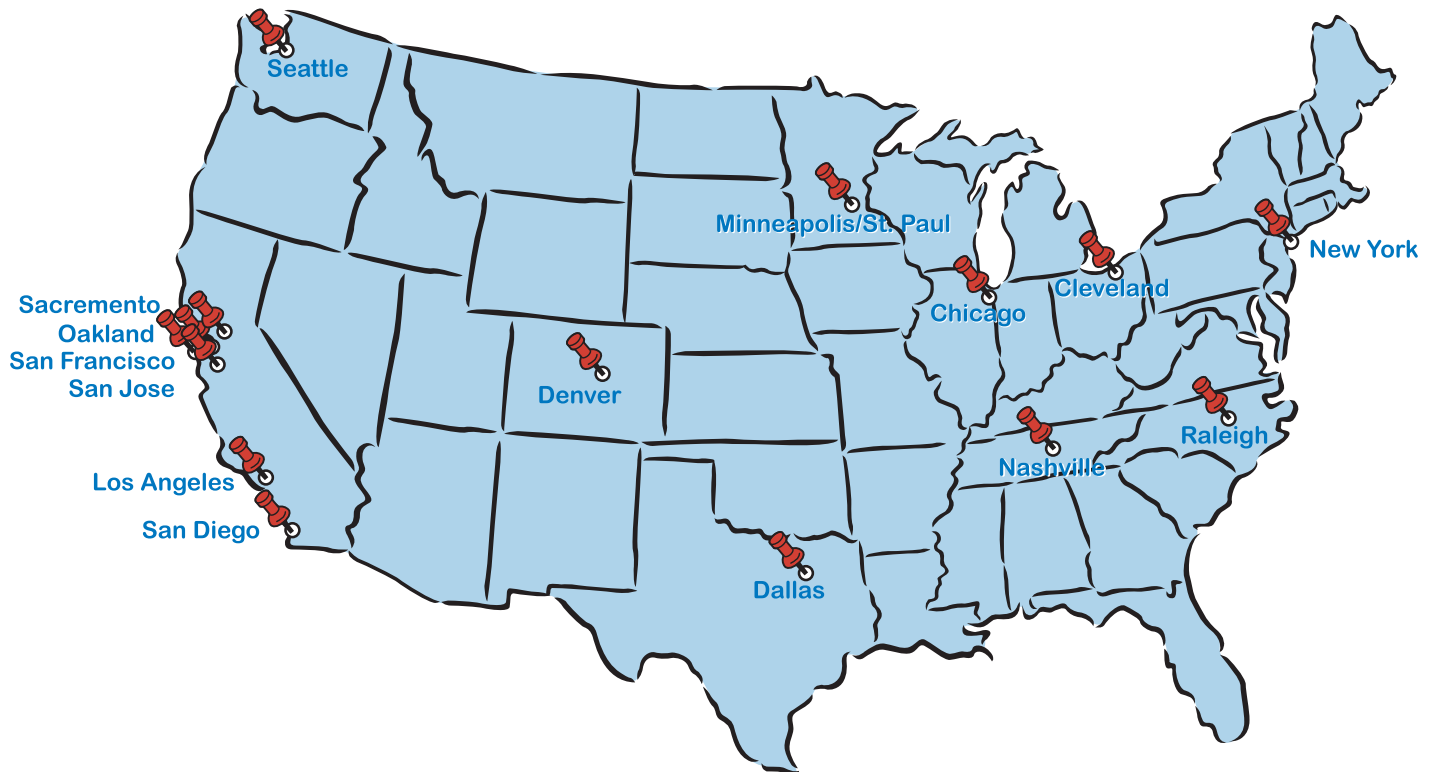 Seattle
Minneapolis/St. Paul
New York
Cleveland
Chicago
Sacremento
Oakland
San Francisco
San Jose
Denver
Raleigh
Nashville
Los Angeles
San Diego
Dallas